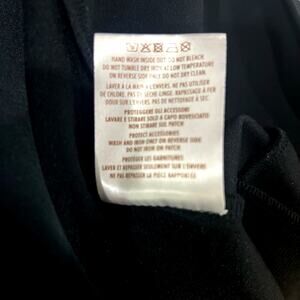 HAND WASH INSIDE OUT DO NOT BLEACH
DO NOT TUMBLE DRY IRON AT LOW TEMPERATURE
ON REVERSE SIDE ONLY DO NOT DRY CLEAN.
LAVER A LA MAIN A L'ENVERS. NE PAS UTILISER
DE CHLORE. PAS DE SÈCHE-LINGE. RAPASSER À FER
DOUX SUR L'ENVERS. PAS DE NETTOYAGE A SEC.
PROTEGGERE GLI ACCESSORI
LAVARE E STIRARE SOLO A CAPO ROVESCIATO
NON STIRARE SUI PATCH
PROTECT ACCESSORIES
WASH AND IRON ONLY ON REVERSE SIDE
DO NOT IRON ON PATCH
PROTÉGER LES GARNITURES
LAVER ET REPASSER SEULEMENT SUR L'ENVERS
NE PAS REPASSER LA PIÈCE RAPPORTÉE